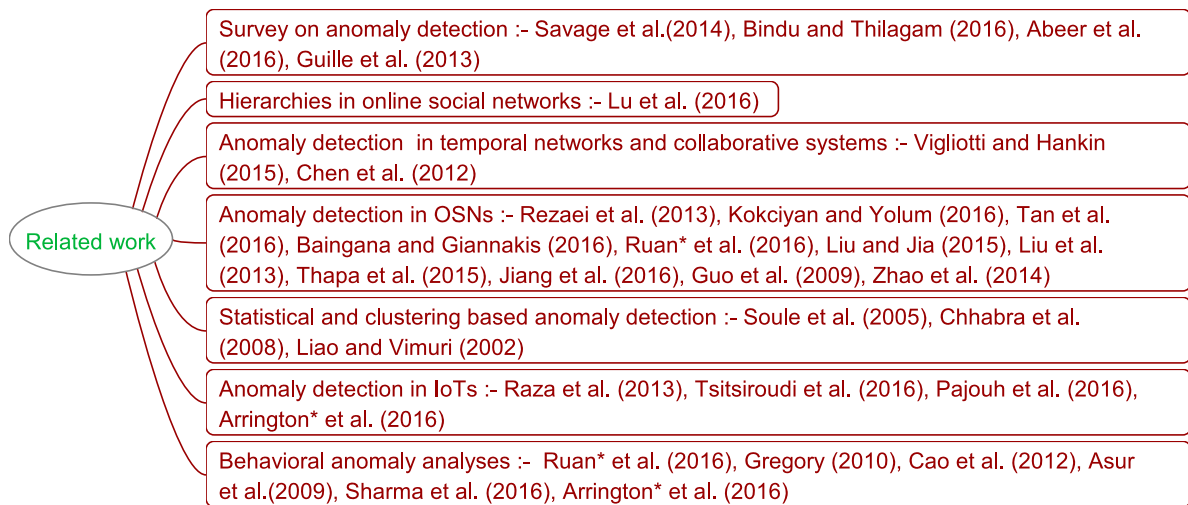 Survey on anomaly detection :- Savage et al.(2014), Bindu and Thilagam (2016), Abeer et al.
(2016), Guille et al. (2013)
Hierarchies in online social networks :- Lu et al. (2016)
Anomaly detection  in temporal networks and collaborative systems :- Vigliotti and Hankin
(2015), Chen et al. (2012)
Related work
Anomaly detection in OSNs :- Rezaei et al. (2013), Kokciyan and Yolum (2016), Tan et al.
(2016), Baingana and Giannakis (2016), Ruan* et al. (2016), Liu and Jia (2015), Liu et al.
(2013), Thapa et al. (2015), Jiang et al. (2016), Guo et al. (2009), Zhao et al. (2014)
Statistical and clustering based anomaly detection :- Soule et al. (2005), Chhabra et al.
(2008), Liao and Vimuri (2002)
Anomaly detection in IoTs :- Raza et al. (2013), Tsitsiroudi et al. (2016), Pajouh et al. (2016),
Arrington* et al. (2016)
Behavioral anomaly analyses :-  Ruan* et al. (2016), Gregory (2010), Cao et al. (2012), Asur
et al.(2009), Sharma et al. (2016), Arrington* et al. (2016)